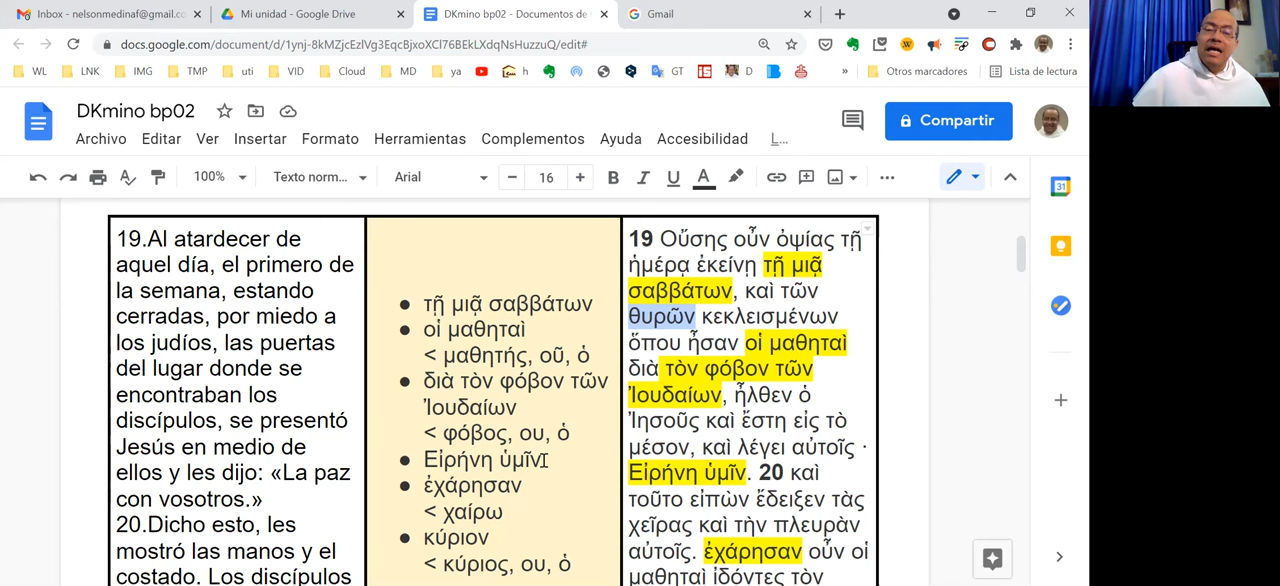 Inbox - nelsonmedinaf@gmail.co
Mi unidad - Google Drive
DKmino bp02 - Documentos de
Gmail
docs.google.com/document/d/1ynj-8kMZjcEzlVg3EqcBjxoXCl76BEkLXdqNsHuzzuQ/edit#
WL LNK IMG TMP uti VID Cloud MD ya h GT D » Otros marcadores Lista de lectura
DKmino bp02
Compartir
Archivo Editar Ver Insertar Formato Herramientas Complementos Ayuda Accesibilidad L...
100% Texto norm... Arial 16 B I U A
31
19.Al atardecer de
aquel día, el primero de
la semana, estando
cerradas, por miedo a
los judíos, las puertas
del lugar donde se
encontraban los
discípulos, se presentó
Jesús en medio de
ellos y les dijo: «La paz
con vosotros.»
20.Dicho esto, les
mostró las manos y el
costado. Los discípulos
● τῇ μιᾷ σαββάτων
● οἱ μαθηταὶ
< μαθητής, οῦ, ὁ
● διὰ τὸν φόβον τῶν
Ἰουδαίων
< φόβος, ου, ὁ
● Εἰρήνη ὑμῖν
● ἐχάρησαν
< χαίρω
● κύριον
< κύριος, ου, ὁ
19 Οὔσης οὖν ὀψίας τῇ
ἡμέρᾳ ἐκείνῃ τῇ μιᾷ
σαββάτων, καὶ τῶν
θυρῶν κεκλεισμένων
ὅπου ἦσαν οἱ μαθηταὶ
διὰ τὸν φόβον τῶν
Ἰουδαίων, ἦλθεν ὁ
Ἰησοῦς καὶ ἔστη εἰς τὸ
μέσον, καὶ λέγει αὐτοῖς ·
Εἰρήνη ὑμῖν. 20 καὶ
τοῦτο εἰπὼν ἔδειξεν τὰς
χεῖρας καὶ τὴν πλευρὰν
αὐτοῖς. ἐχάρησαν οὖν οἱ
μαθηταὶ ἰδόντες τὸν